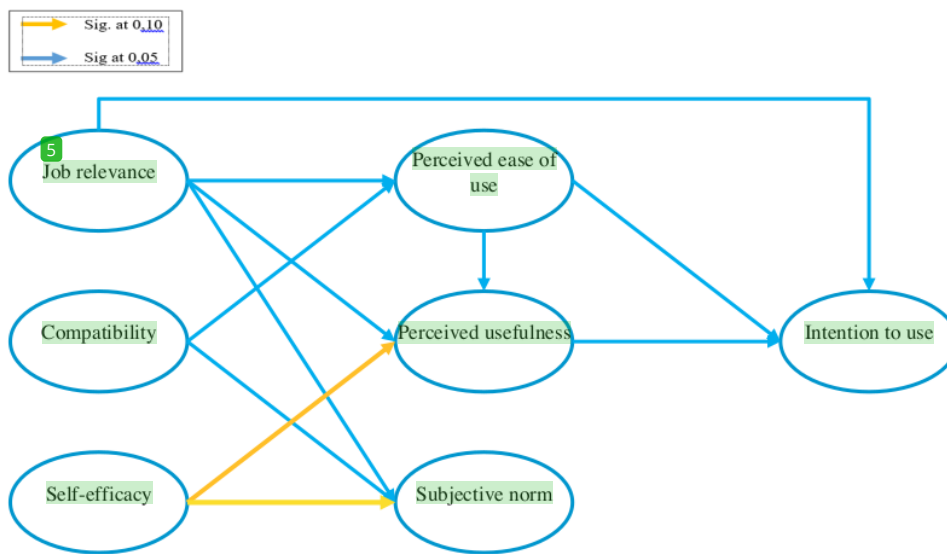 Sig. at 0.10
Sig at 0.05
5
Job relevance
Perceived ease of
use
Compatibility
Perceived usefulness
Intention to use
Self-efficacy
Subjective norm